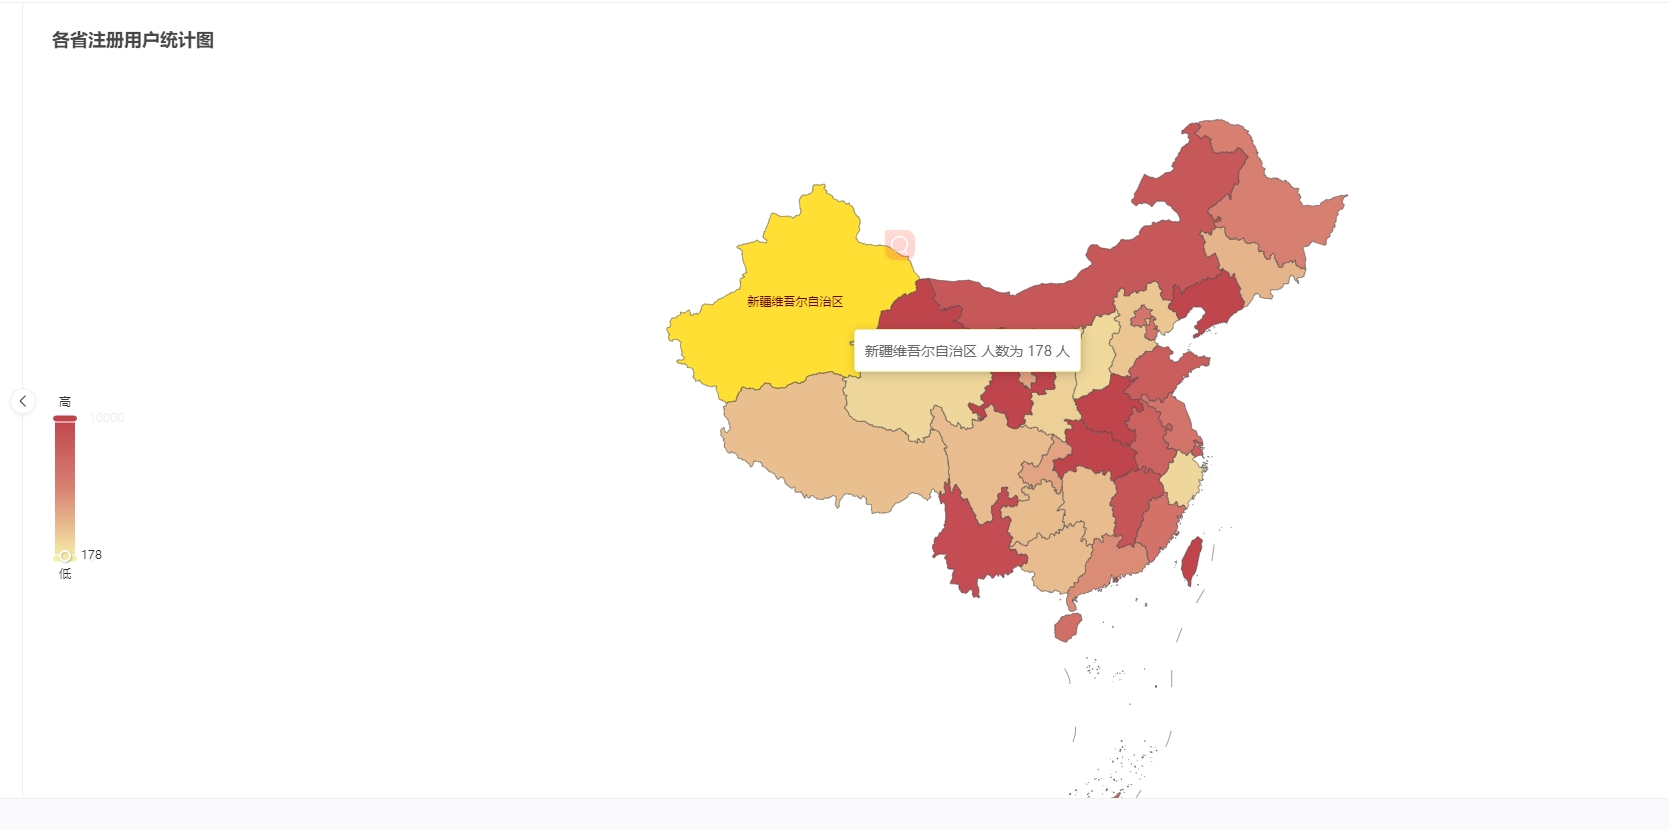 各省注册用户统计图
新疆维吾尔自治区
新疆维吾尔自治区 人数为 178 人
高
10000
178
低